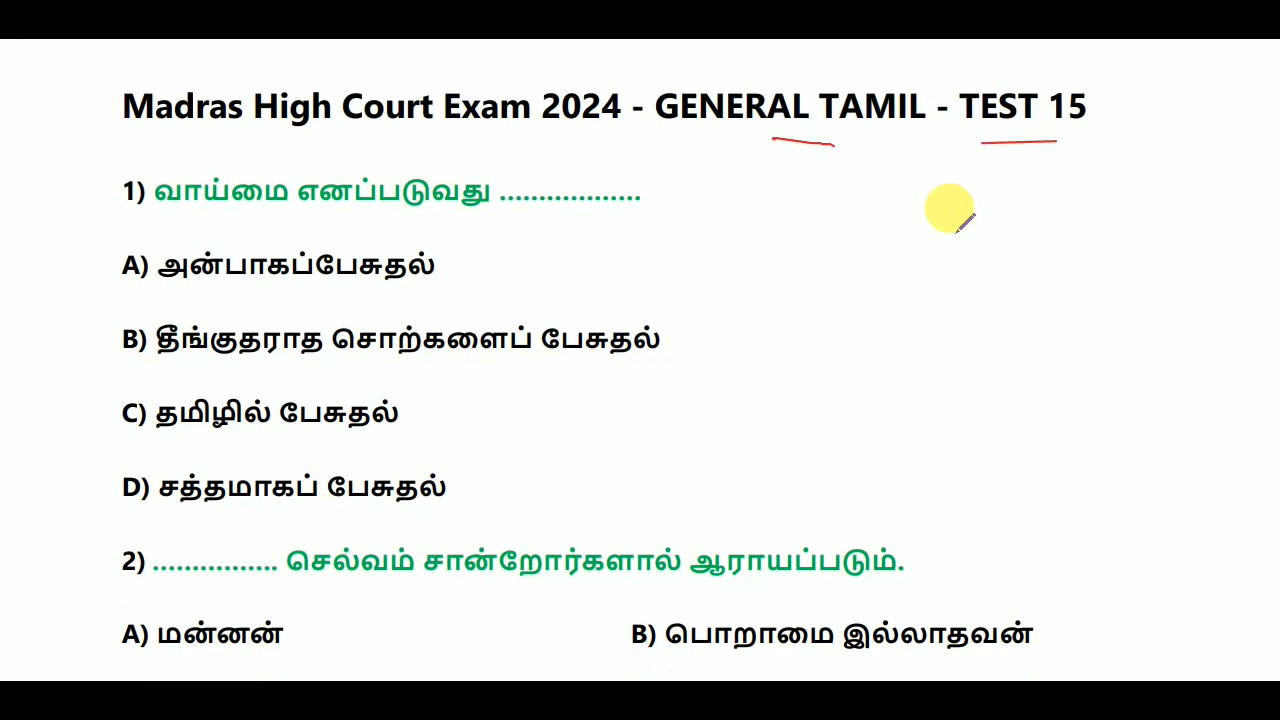 Madras High Court Exam 2024 - GENERAL TAMIL - TEST 15
1) வாய்மை எனப்படுவது ..................
A) அன்பாகப்பேசுதல்
B) தீங்குதராத சொற்களைப் பேசுதல்
C) தமிழில் பேசுதல்
D) சத்தமாகப் பேசுதல்
2) ................ செல்வம் சான்றோர்களால் ஆராயப்படும்.
A) மன்னன் B) பொறாமை இல்லாதவன்